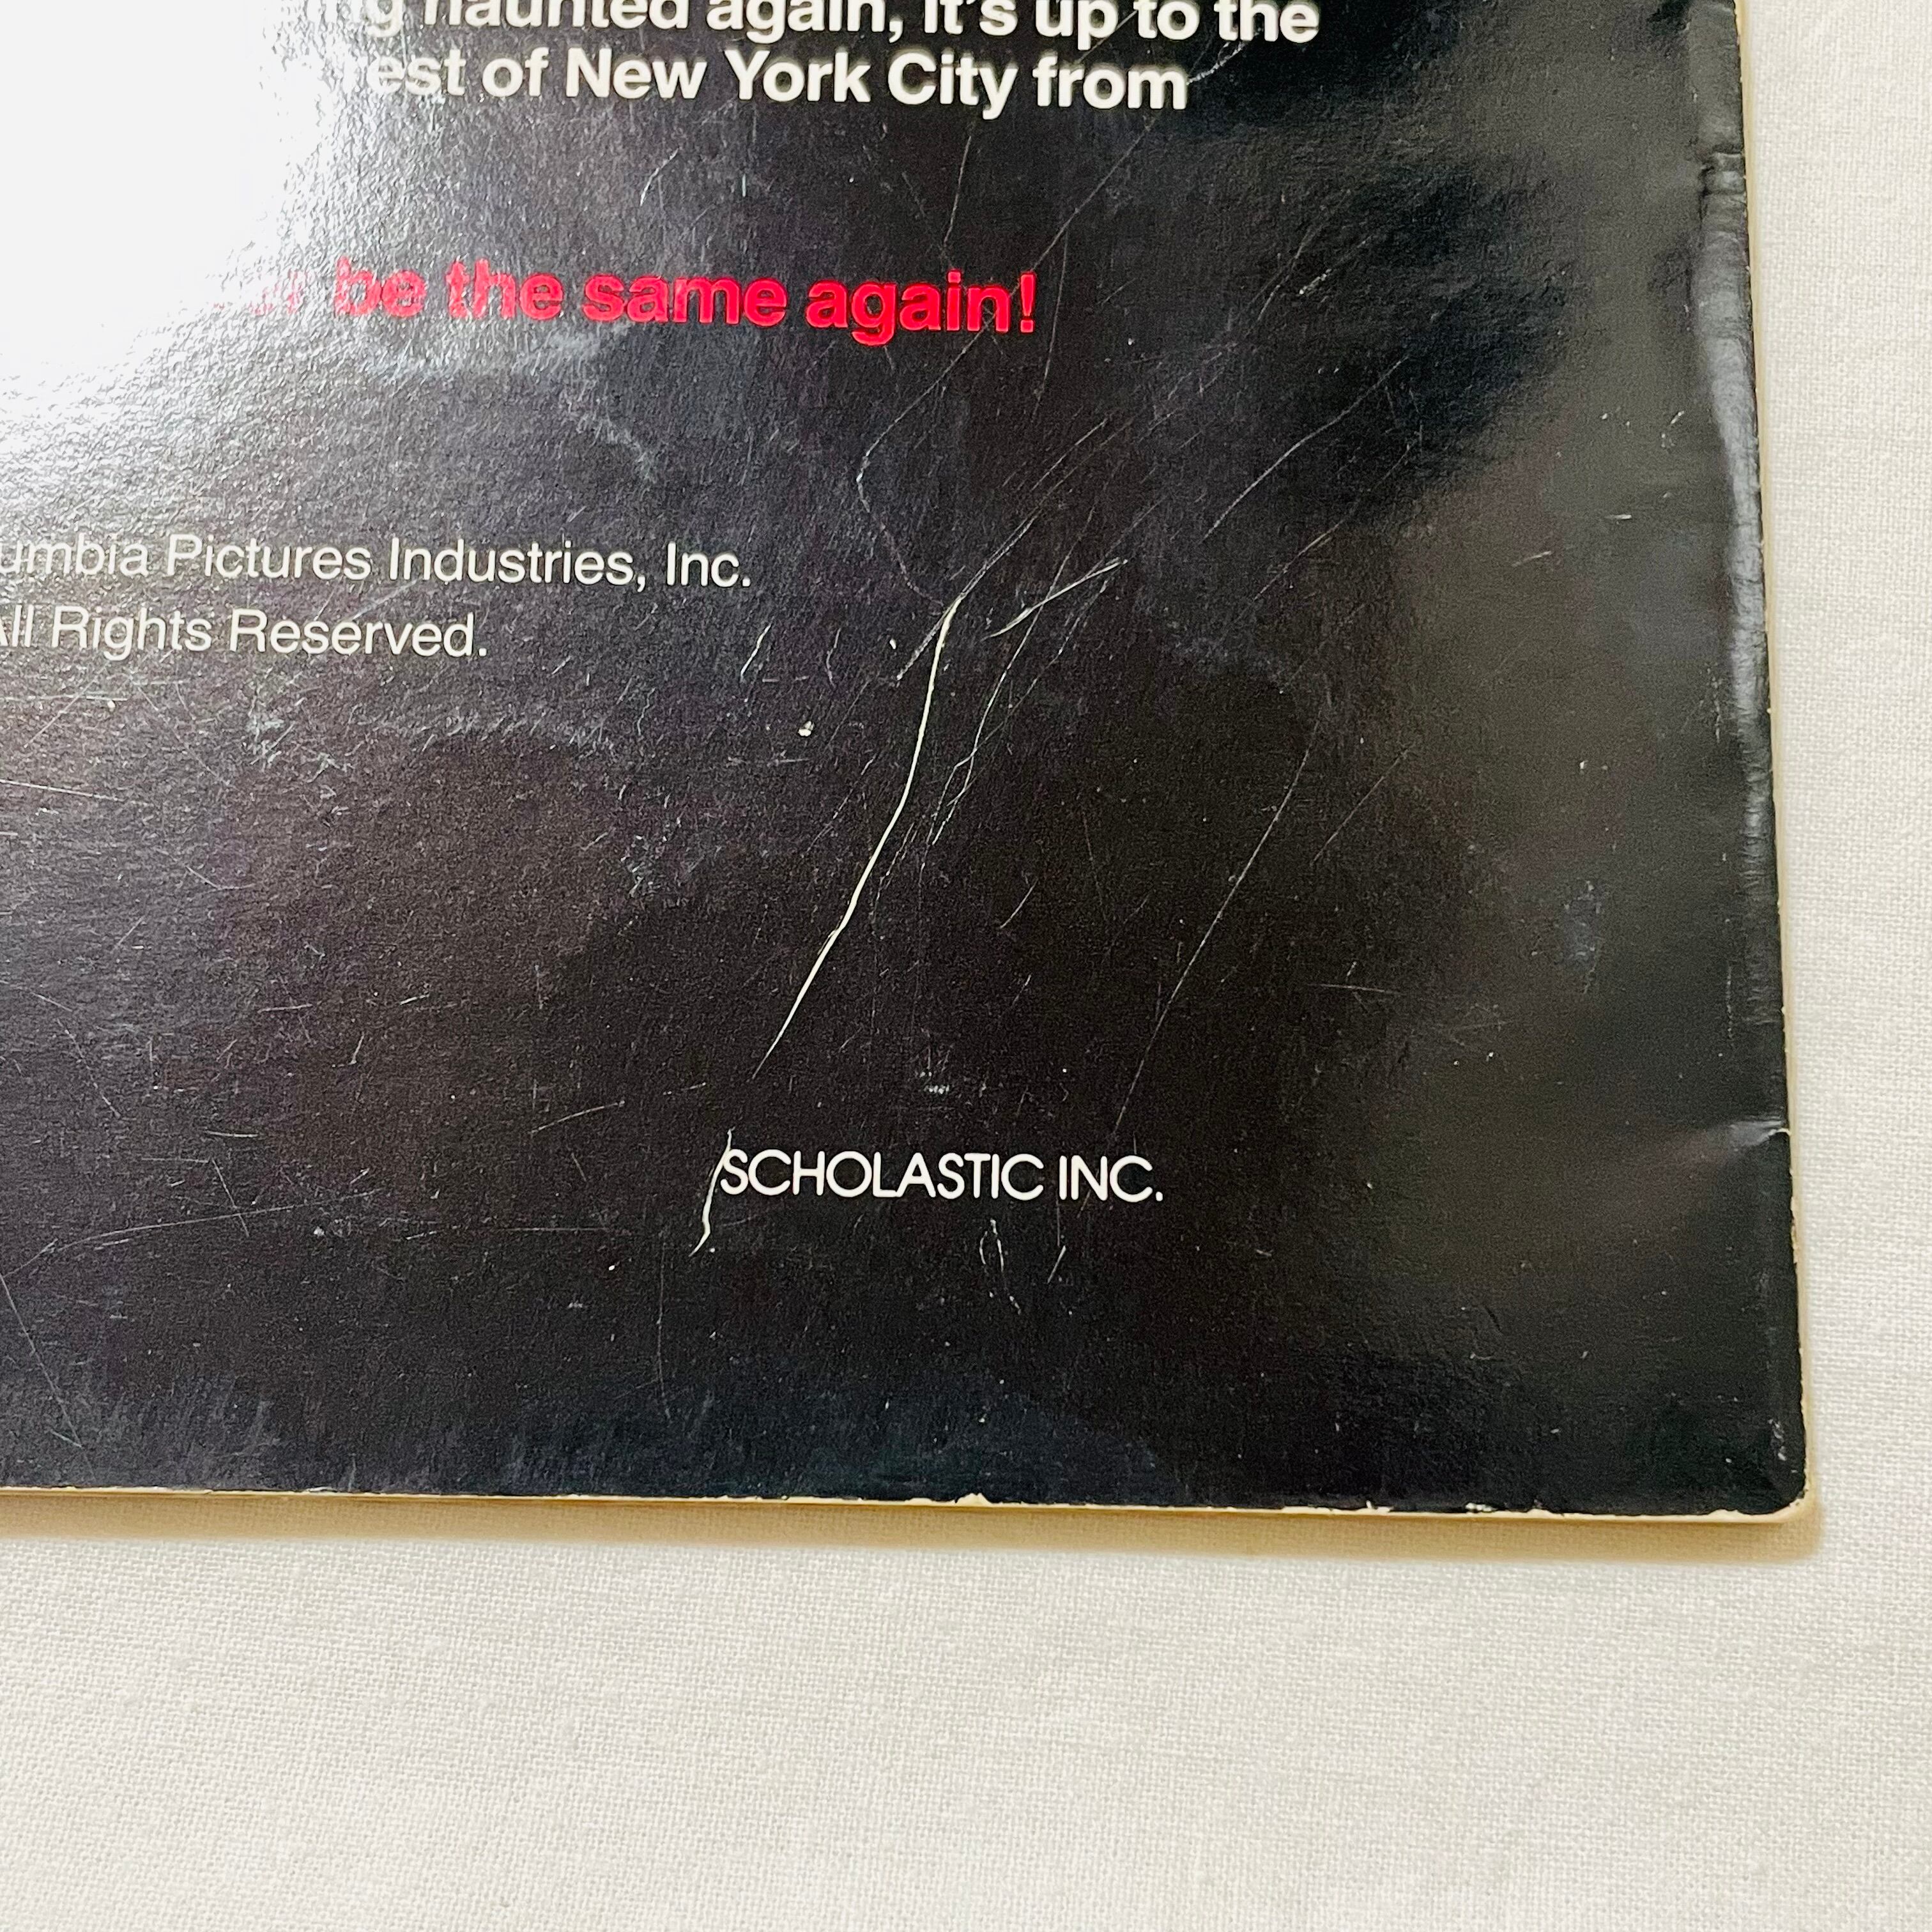 haunted again, it's up to the
est of New York City from
be the same again!
umbia Pictures Industries, Inc.
All Rights Reserved.
SCHOLASTIC INC.